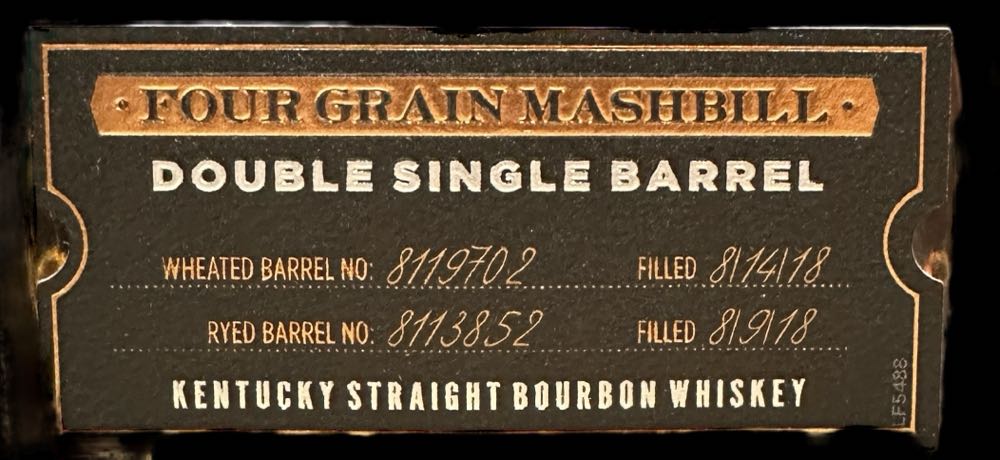 · FOUR GRAIN MASHBILL ·
DOUBLE SINGLE BARREL
WHEATED BARREL NO: 8119702 FILLED 8\14\18
RYED BARREL NO: 8113852 FILLED 8\9\18
KENTUCKY STRAIGHT BOURBON WHISKEY
LF5488